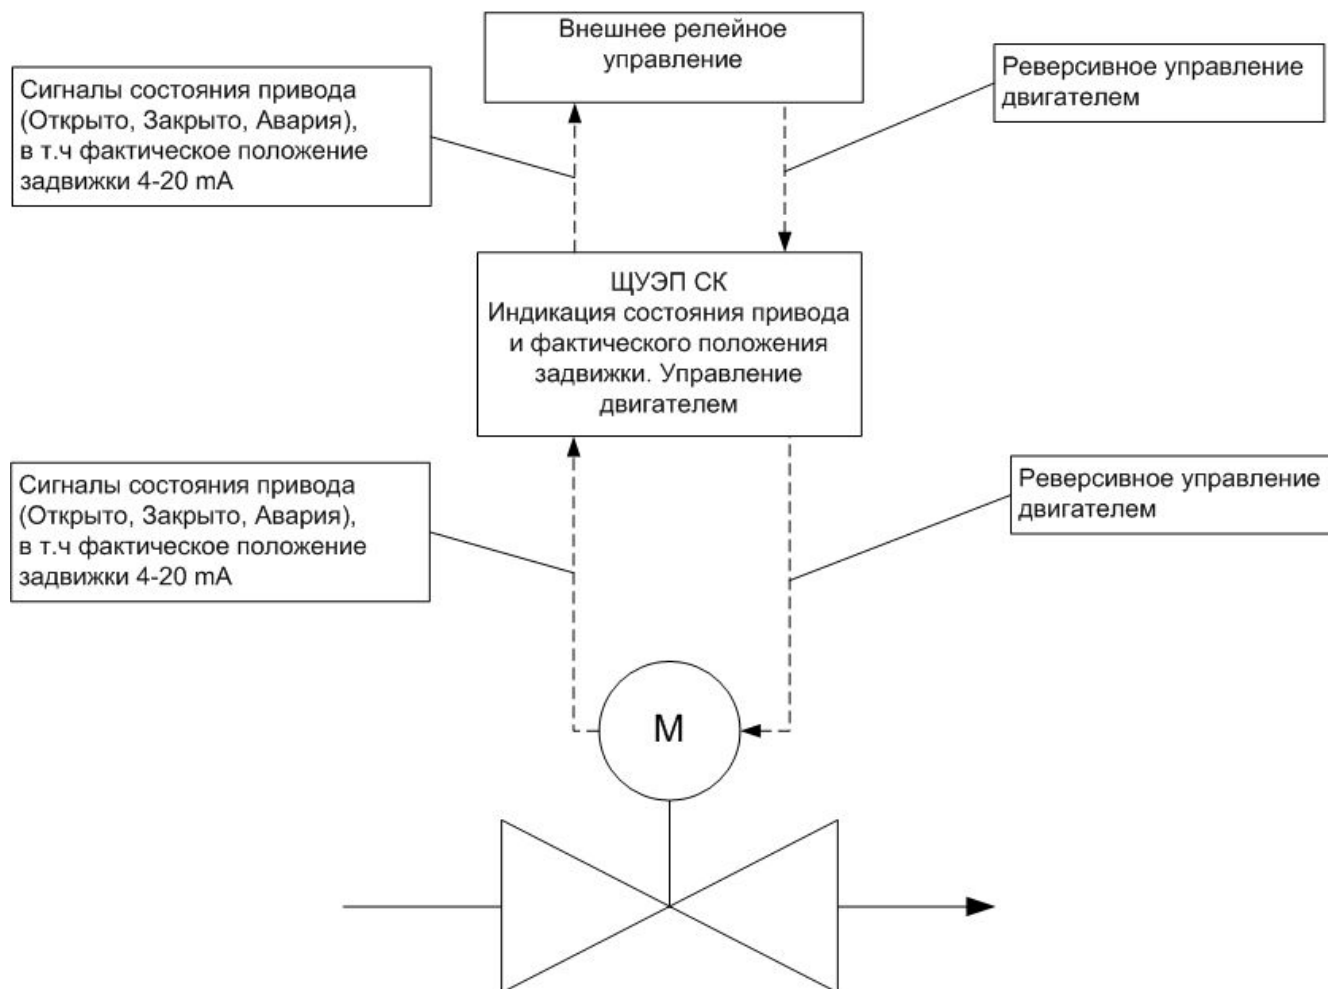 Внешнее релейное
управление
Сигналы состояния привода
(Открыто, Закрыто, Авария),
в т.ч фактическое положение
задвижки 4-20 mA
Реверсивное управление
двигателем
ЩУЭП СК
Индикация состояния привода
и фактического положения
задвижки. Управление
двигателем
Сигналы состояния привода
(Открыто, Закрыто, Авария),
в т.ч фактическое положение
задвижки 4-20 mA
Реверсивное управление
двигателем
М